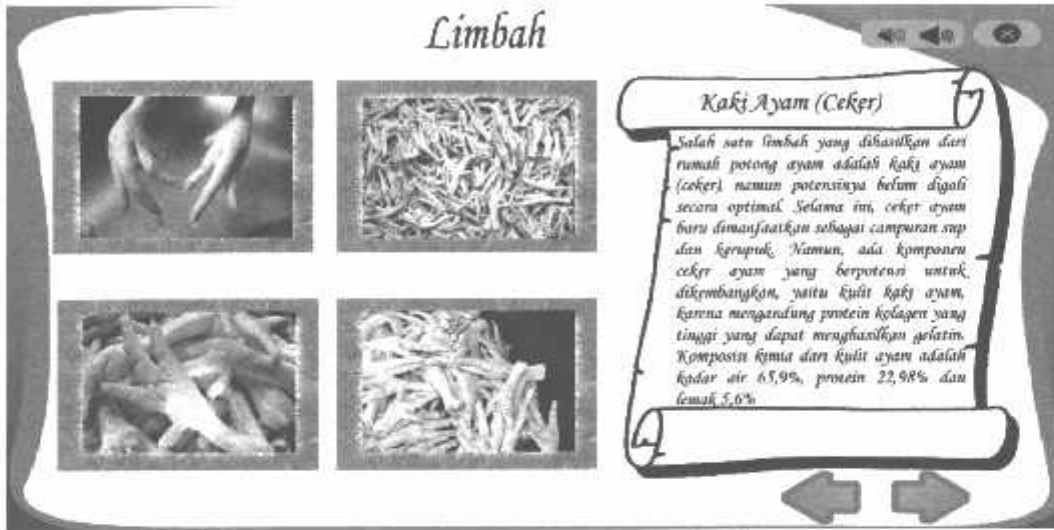 Limbah
Kaki Ayam (Ceker)
Salah satu limbah yang dihasilkan dari
rumah potong ayam adalah kaki ayam
(ceker), namun potensinya belum digali
secara optimal. Selama ini, ceker ayam
baru dimanfaatkan sebagai campuran sup
dan kerupuk. Namun, ada komponen
ceker ayam yang berpotensi untuk
dikembangkan, yaitu kulit kaki ayam,
karena mengandung protein kolagen yang
tinggi yang dapat menghasilkan gelatin.
Komposisi kimia dari kulit ayam adalah
kadar air 65,9%, protein 22,98% dan
lemak 5,6%